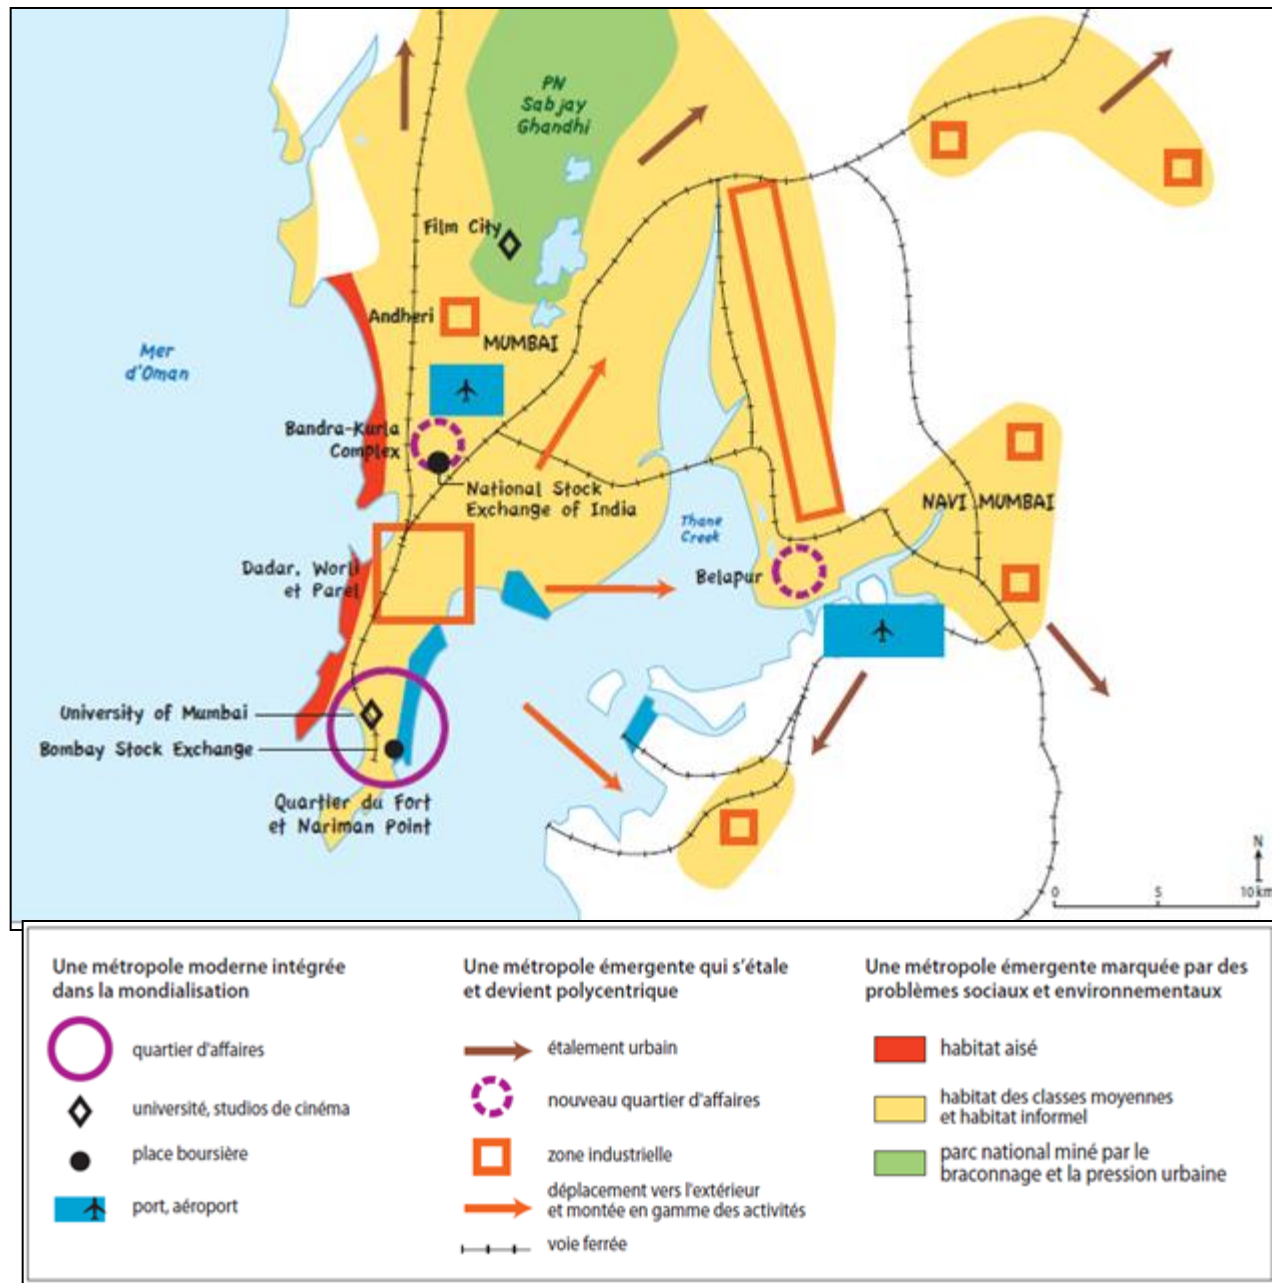 PN
Sabjay
Ghandhi
Film City
Andheri
MUMBAI
Mer
d'Oman
Bandra-Kurla
Complex
National Stock
Exchange of India
NAVI MUMBAI
Thane
Creek
Dadar, Worli
et Parel
Belapur
University of Mumbai
Bombay Stock Exchange
Quartier du Fort
et Nariman Point
N
0 5 10 km
Une métropole moderne intégrée
dans la mondialisation
quartier d'affaires
université, studios de cinéma
place boursière
port, aéroport
Une métropole émergente qui s'étale
et devient polycentrique
étalement urbain
nouveau quartier d'affaires
zone industrielle
déplacement vers l'extérieur
et montée en gamme des activités
voie ferrée
Une métropole émergente marquée par des
problèmes sociaux et environnementaux
habitat aisé
habitat des classes moyennes
et habitat informel
parc national miné par le
braconnage et la pression urbaine